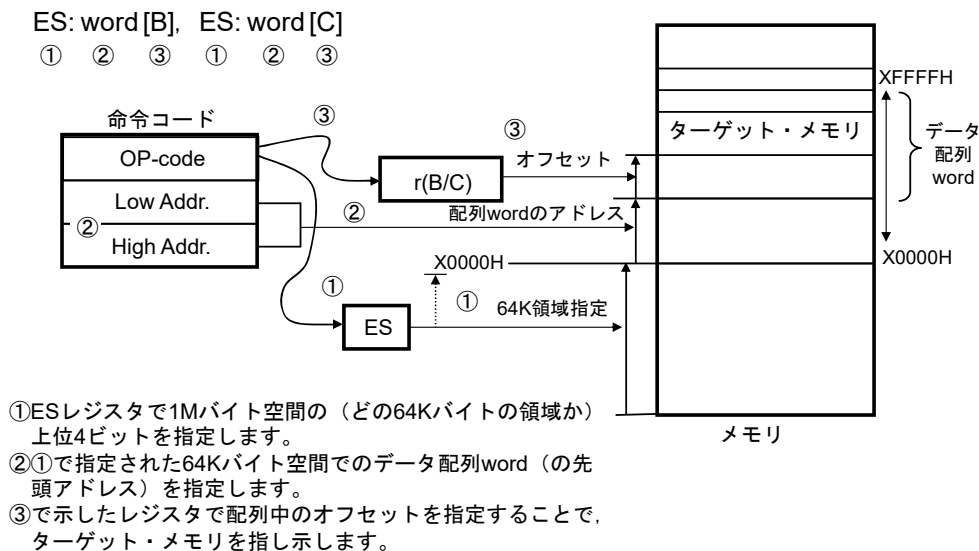 ES: word [B], ES: word [C]
① ② ③ ① ② ③
命令コード
OP-code
Low Addr.
②
High Addr.
③
r(B/C)
③
オフセット
②
配列wordのアドレス
X0000H
①
ES
①
64K領域指定
XFFFFH
ターゲット・メモリ
データ
配列
word
X0000H
メモリ
①ESレジスタで1Mバイト空間の（どの64Kバイトの領域か）
上位4ビットを指定します。
②①で指定された64Kバイト空間でのデータ配列word（の先
頭アドレス）を指定します。
③で示したレジスタで配列中のオフセットを指定することで,
ターゲット・メモリを指し示します。